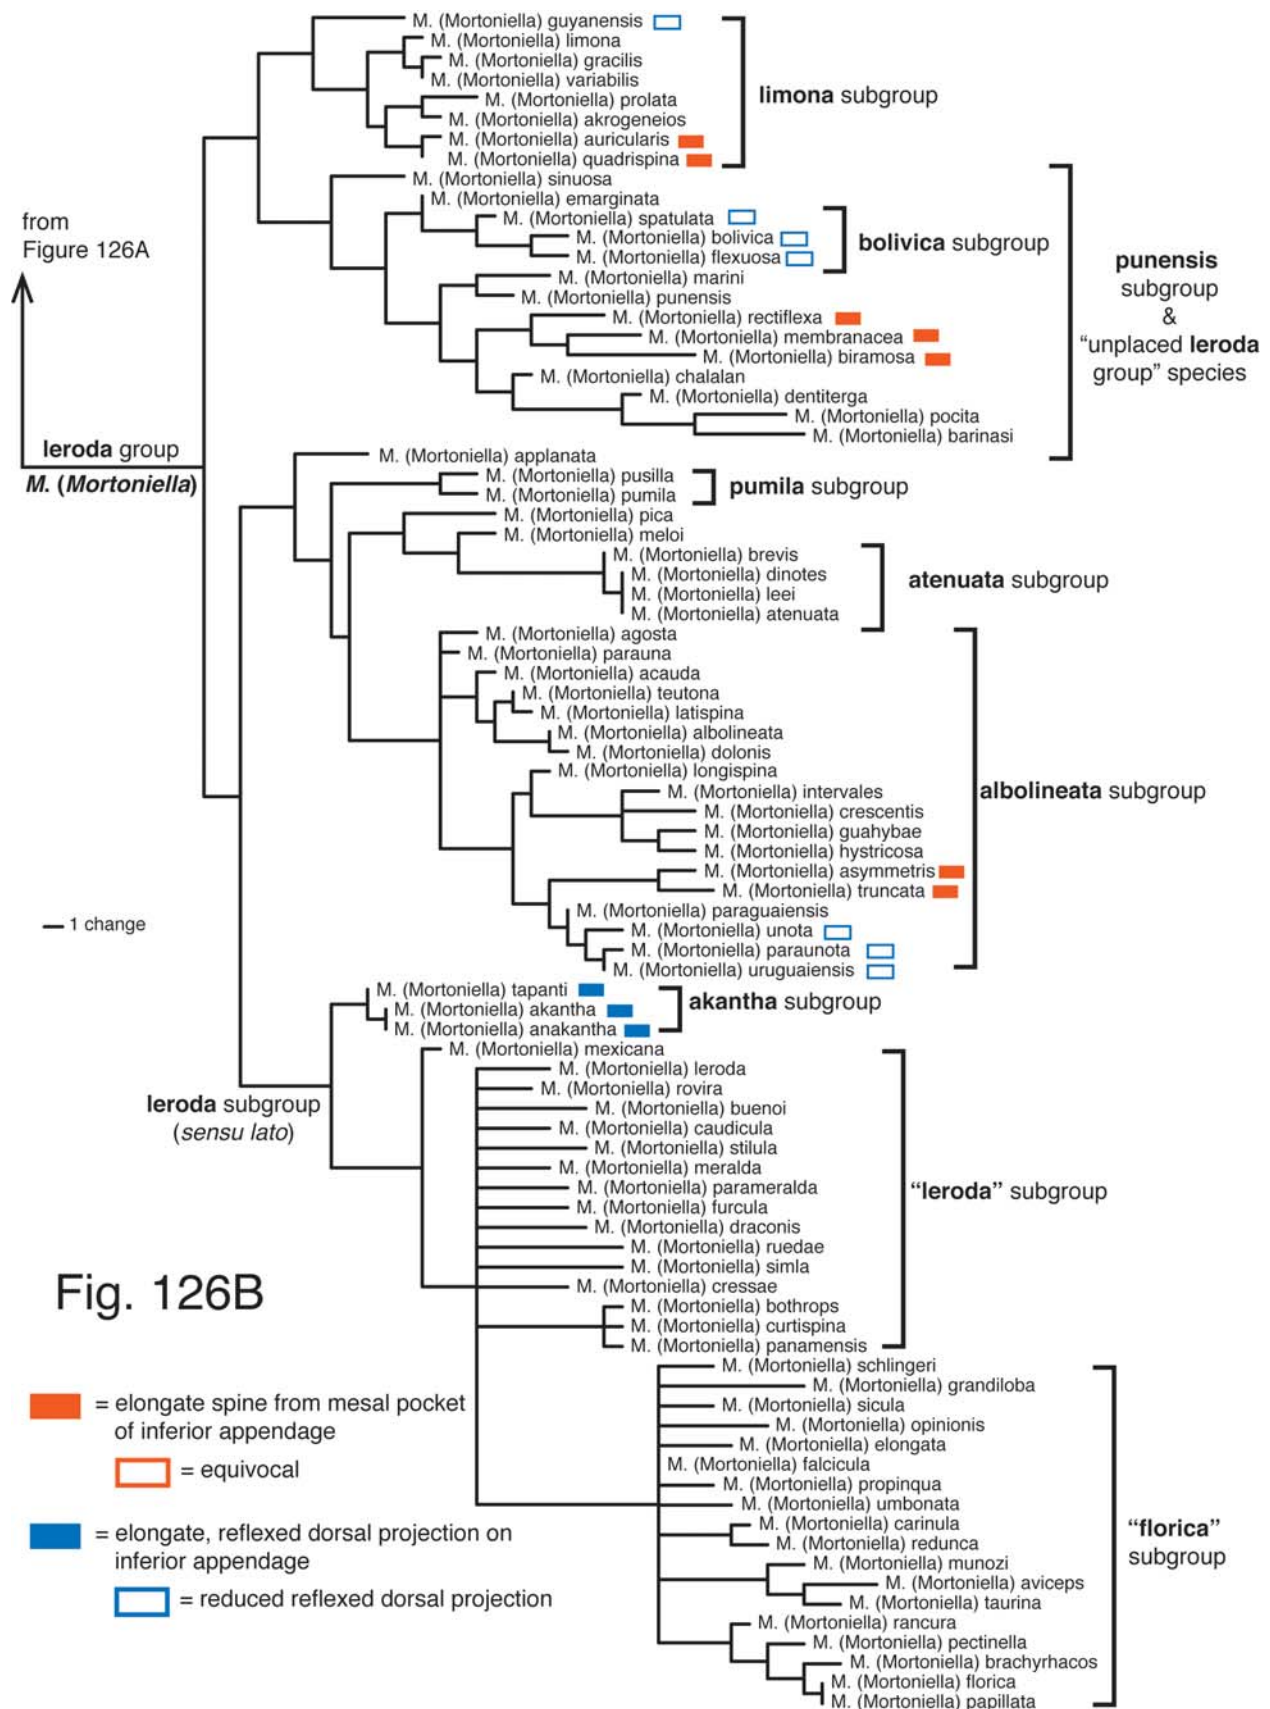 M. (Mortoniella) guyanensis
M. (Mortoniella) limona
M. (Mortoniella) gracilis
M. (Mortoniella) variabilis
limona subgroup
M. (Mortoniella) prolata
M. (Mortoniella) akrogeneios
M. (Mortoniella) auricularis
M. (Mortoniella) quadrispina
M. (Mortoniella) sinuosa
M. (Mortoniella) emarginata
M. (Mortoniella) spatulata
M. (Mortoniella) bolivica
M. (Mortoniella) flexuosa
bolivica subgroup
from
Figure 126A
M. (Mortoniella) marini
M. (Mortoniella) punensis
M. (Mortoniella) rectiflexa
M. (Mortoniella) membranacea
M. (Mortoniella) biramosa
M. (Mortoniella) chalalan
M. (Mortoniella) dentiterga
M. (Mortoniella) pocita
M. (Mortoniella) barinasi
punensis
subgroup
&
“unplaced leroda
group” species
leroda group
M. (Mortoniella)
M. (Mortoniella) applanata
M. (Mortoniella) pusilla
M. (Mortoniella) pumila
pumila subgroup
M. (Mortoniella) pica
M. (Mortoniella) meloi
M. (Mortoniella) brevis
M. (Mortoniella) dinotes
M. (Mortoniella) leei
M. (Mortoniella) atenuata
atenuata subgroup
M. (Mortoniella) agosta
M. (Mortoniella) parauna
M. (Mortoniella) acauda
M. (Mortoniella) teutona
M. (Mortoniella) latispina
M. (Mortoniella) albolineata
M. (Mortoniella) dolonis
M. (Mortoniella) longispina
M. (Mortoniella) intervales
albolineata subgroup
M. (Mortoniella) crescentis
M. (Mortoniella) guahybae
M. (Mortoniella) hystricosa
M. (Mortoniella) asymmetris
M. (Mortoniella) truncata
M. (Mortoniella) paraguaiensis
M. (Mortoniella) unota
M. (Mortoniella) paraunota
M. (Mortoniella) uruguaiensis
1 change
M. (Mortoniella) tapanti
M. (Mortoniella) akantha
M. (Mortoniella) anakantha
akantha subgroup
M. (Mortoniella) mexicana
M. (Mortoniella) leroda
M. (Mortoniella) rovira
M. (Mortoniella) buenoi
M. (Mortoniella) caudicula
M. (Mortoniella) stilula
M. (Mortoniella) meralda
M. (Mortoniella) parameralda
M. (Mortoniella) furcula
M. (Mortoniella) draconis
M. (Mortoniella) ruedae
M. (Mortoniella) simla
M. (Mortoniella) cressae
M. (Mortoniella) bothrops
M. (Mortoniella) curtispina
M. (Mortoniella) panamensis
“leroda” subgroup
leroda subgroup
(sensu lato)
M. (Mortoniella) schlingeri
M. (Mortoniella) grandiloba
M. (Mortoniella) sicula
M. (Mortoniella) opinionis
M. (Mortoniella) elongata
M. (Mortoniella) falcicula
M. (Mortoniella) propinqua
M. (Mortoniella) umbonata
M. (Mortoniella) carinula
M. (Mortoniella) redunca
M. (Mortoniella) munozi
M. (Mortoniella) aviceps
M. (Mortoniella) taurina
M. (Mortoniella) rancura
M. (Mortoniella) pectinella
M. (Mortoniella) brachyrhacos
M. (Mortoniella) florica
M. (Mortoniella) papillata
“florica”
subgroup
Fig. 126B
= elongate spine from mesal pocket
of inferior appendage
= equivocal
= elongate, reflexed dorsal projection on
inferior appendage
= reduced reflexed dorsal projection